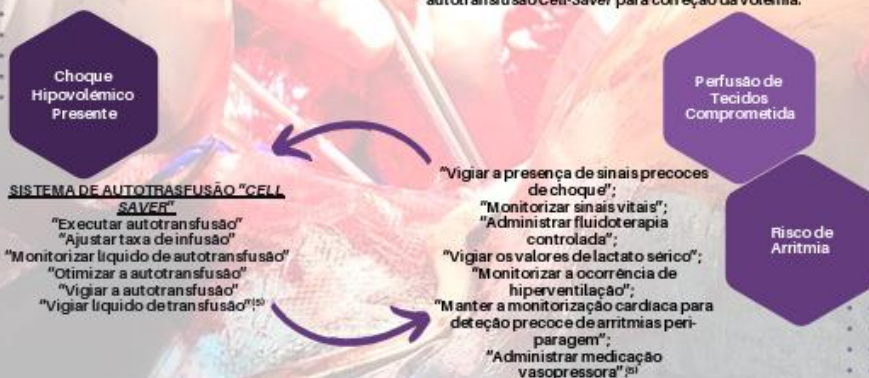 autotransfusão Cell-Saver para correção da volemia.
Choque
Hipovolémico
Presente
Perfusão de
Tecidos
Comprometida
SISTEMA DE AUTOTRASFUSÃO "CELL
SAVER"
"Executar autotransfusão"
"Ajustar taxa de infusão"
"Monitorizar líquido de autotransfusão"
"Otimizar a autotransfusão"
"Vigiar a autotransfusão"
"Vigiar líquido de transfusão".(5)
"Vigiar a presença de sinais precoces
de choque";
"Monitorizar sinais vitais";
"Administrar fluidoterapia
controlada";
"Vigiar os valores de lactato sérico";
"Monitorizar a ocorrência de
hiperventilação";
"Manter a monitorização cardíaca para
deteção precoce de arritmias peri-
paragem";
"Administrar medicação
vasopressora".(5)
Risco de
Arritmia